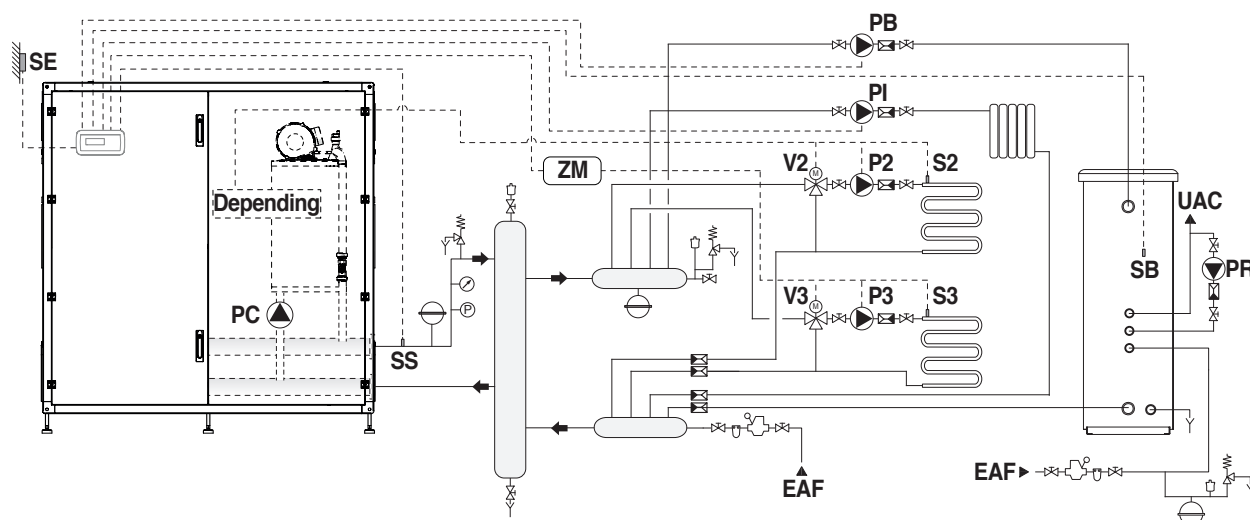 PB
SE
PI
V2
M
P2
S2
ZM
Depending
UAC
SB
PR
V3
M
P3
S3
PC
P
SS
EAF
EAF